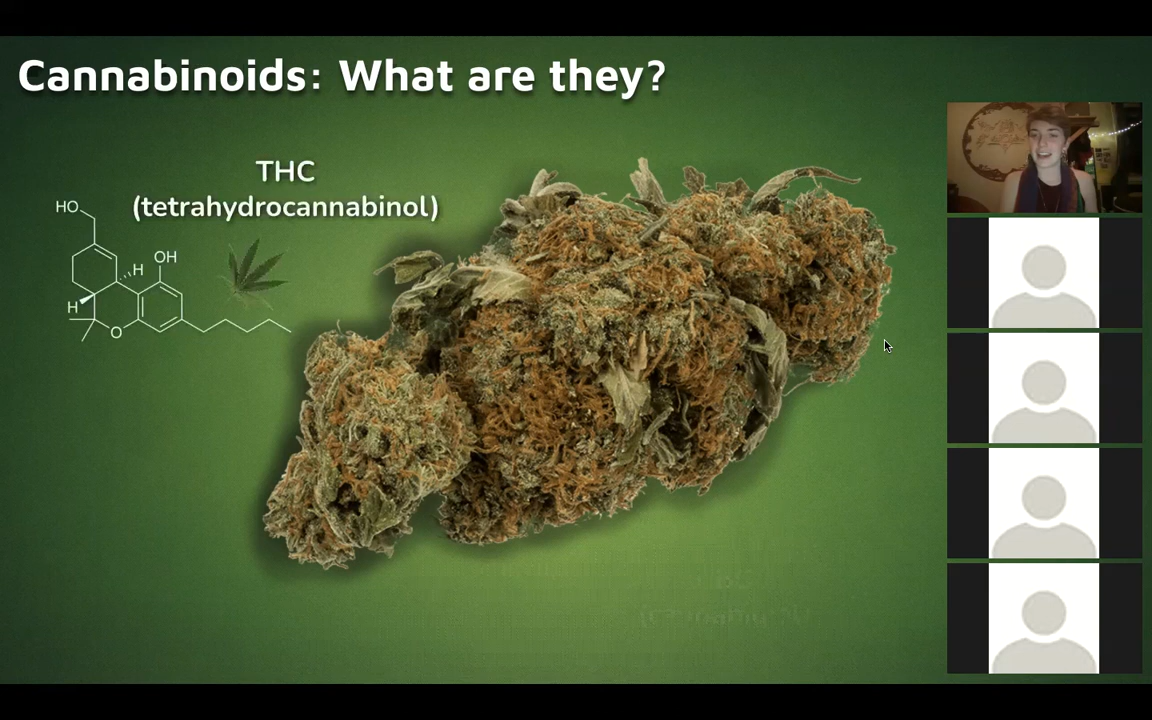 Cannabinoids: What are they?
THC
(tetrahydrocannabinol)
HO
OH
H
H
O